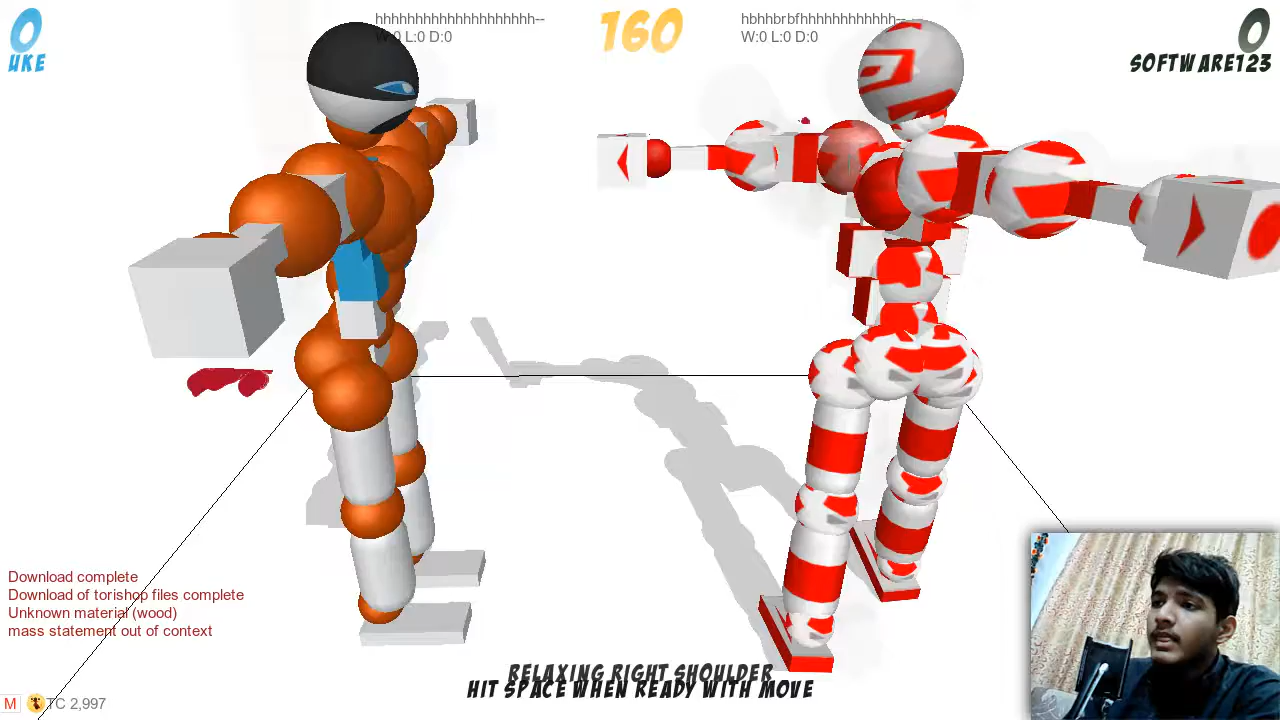 0
UKE
hhhhhhhhhhhhhhhhhhhh--
W:0 L:0 D:0
160
hbhhbrbfhhhhhhhhhhhh--
W:0 L:0 D:0
0
SOFTWARE123
Download complete
Download of torishop files complete
Unknown material (wood)
mass statement out of context
RELAXING RIGHT SHOULDER
HIT SPACE WHEN READY WITH MOVE
M
TC 2,997